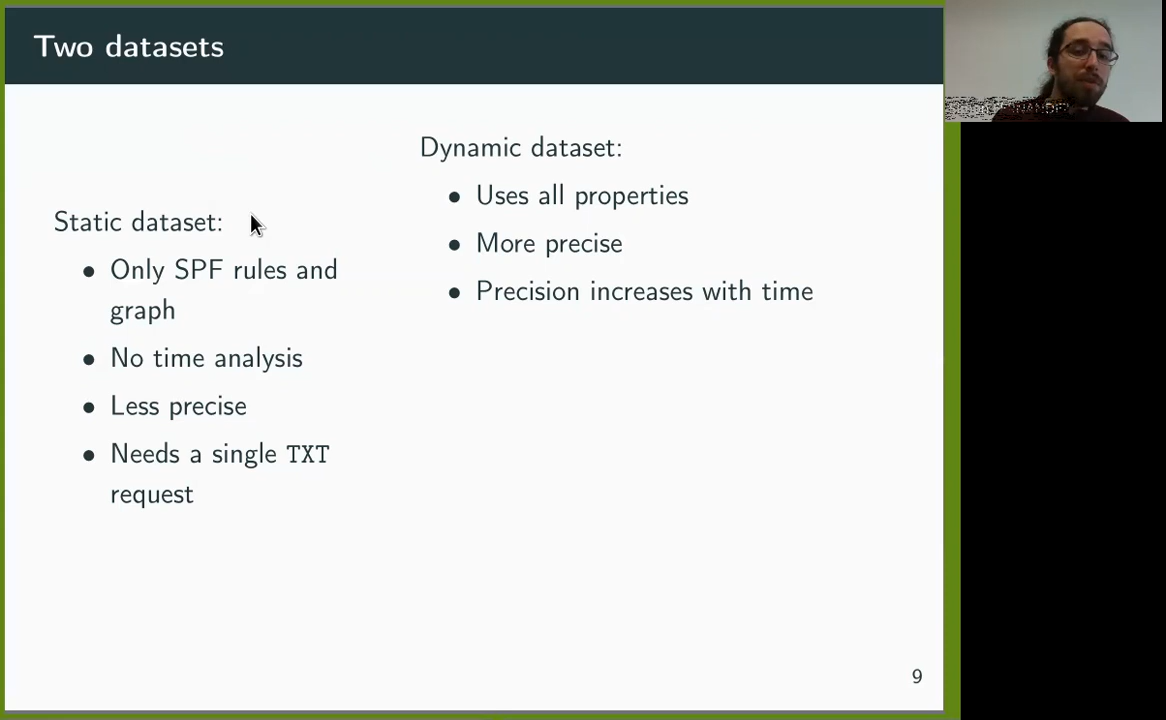 Two datasets
Static dataset:
• Only SPF rules and
graph
• No time analysis
• Less precise
• Needs a single TXT
request
Dynamic dataset:
• Uses all properties
• More precise
• Precision increases with time
9